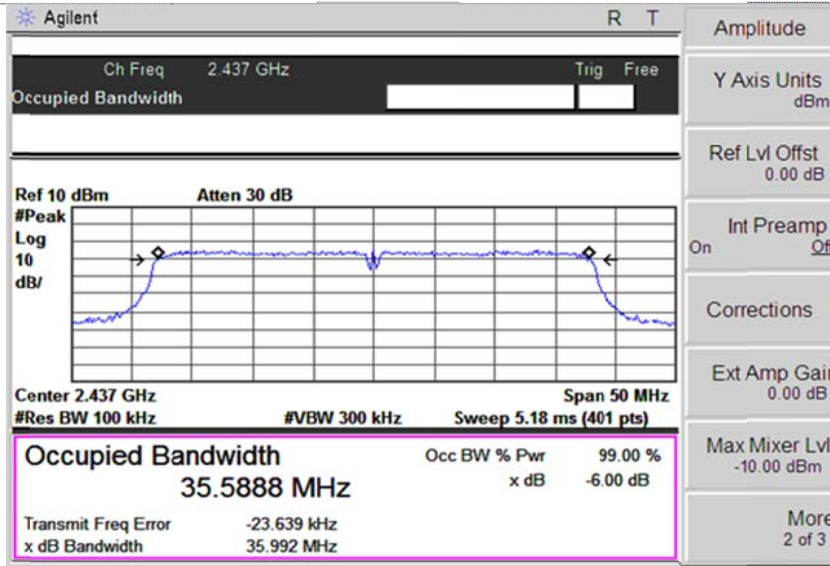 Agilent R T
Ch Freq 2.437 GHz Trig Free
Occupied Bandwidth
Ref 10 dBm Atten 30 dB
#Peak
Log
10
dB/
Center 2.437 GHz Span 50 MHz
#Res BW 100 kHz #VBW 300 kHz Sweep 5.18 ms (401 pts)
Occupied Bandwidth Occ BW % Pwr 99.00 %
35.5888 MHz x dB -6.00 dB
Transmit Freq Error -23.639 kHz
x dB Bandwidth 35.992 MHz
Amplitude
Y Axis Units
dBm
Ref Lvl Offst
0.00 dB
Int Preamp
On Off
Corrections
Ext Amp Gain
0.00 dB
Max Mixer Lvl
-10.00 dBm
More
2 of 3